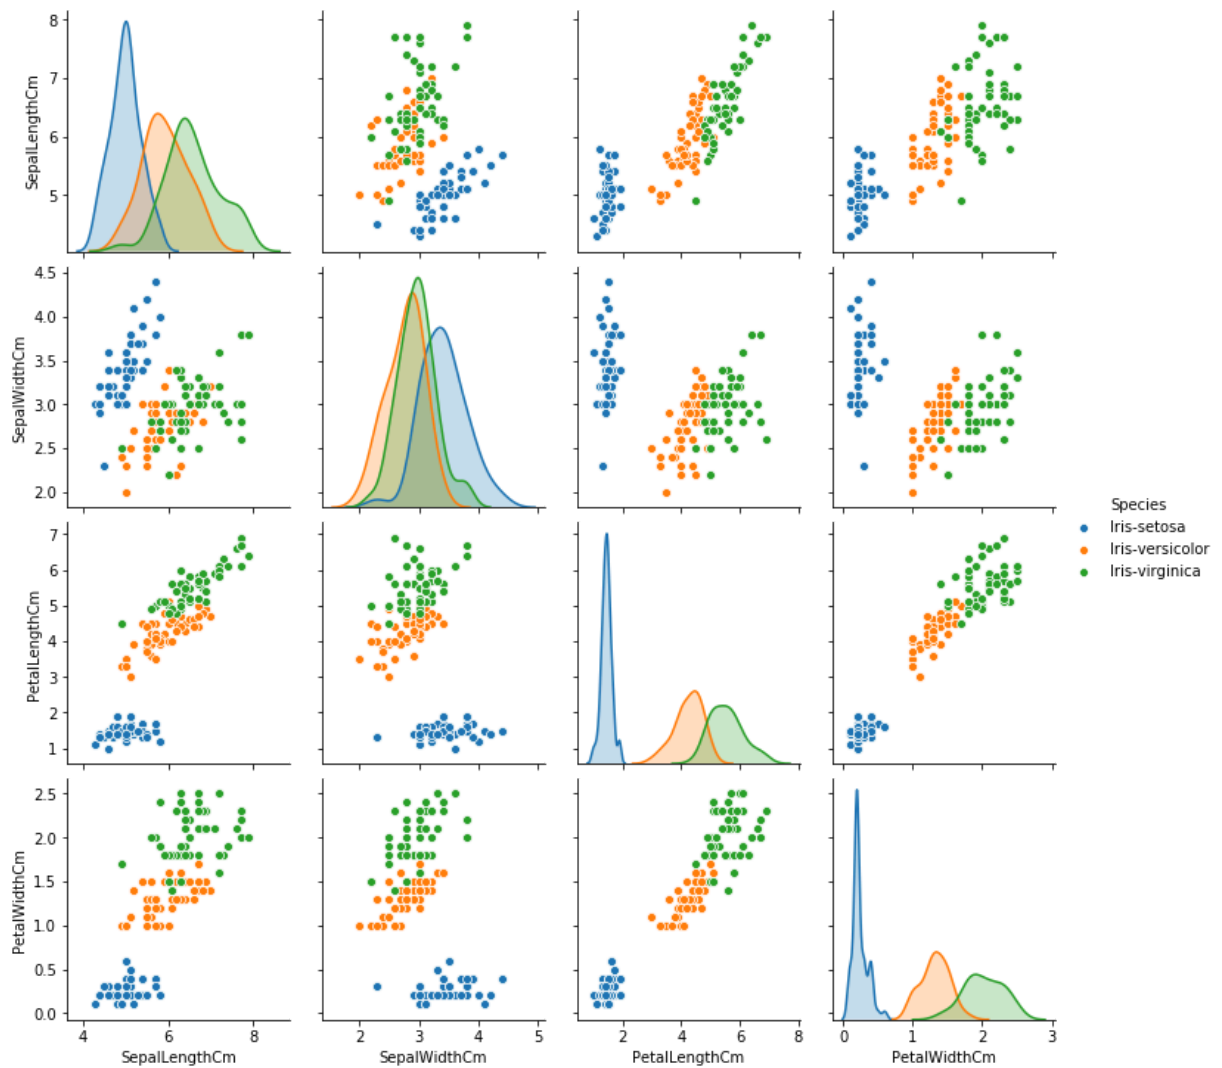 8
7
6
5
SepalLengthCm
4.5
4.0
3.5
3.0
2.5
2.0
SepalWidthCm
Species
Iris-setosa
Iris-versicolor
Iris-virginica
7
6
5
4
3
2
1
PetalLengthCm
2.5
2.0
1.5
1.0
0.5
0.0
PetalWidthCm
4 6 8 2 3 4 5 2 4 6 8 0 1 2 3
SepalLengthCm SepalWidthCm PetalLengthCm PetalWidthCm